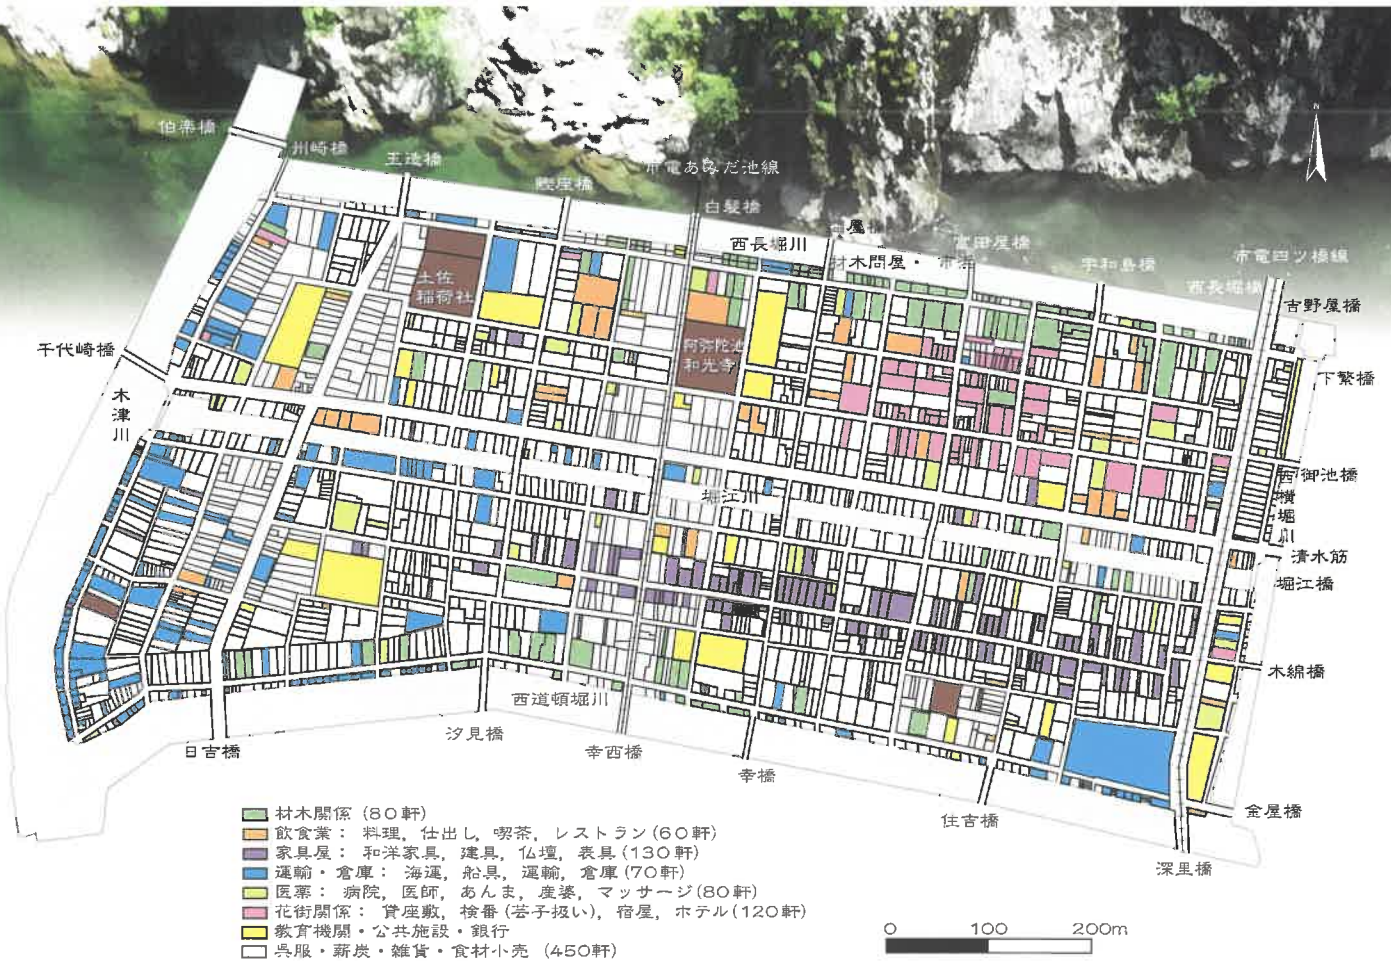 N
伯楽橋
州崎橋
玉造橋
鰹座橋
市電あみだ池線
白髪橋
西長堀川
材木問屋・市浜
富田屋橋
宇和島橋
市電四ツ橋線
西長堀橋
吉野屋橋
下繁橋
土佐
稲荷社
阿弥陀池
和光寺
千代崎橋
木津川
堀江川
西御池橋
西横堀川
清水筋
堀江橋
木綿橋
西道頓堀川
日吉橋
汐見橋
幸西橋
幸橋
住吉橋
金屋橋
深里橋
材木関係 (80軒)
飲食業： 料理, 仕出し, 喫茶, レストラン(60軒)
家具屋： 和洋家具, 建具, 仏壇, 表具(130軒)
運輸・倉庫： 海運, 船具, 運輸, 倉庫(70軒)
医薬： 病院, 医師, あんま, 産婆, マッサージ(80軒)
花街関係： 貸座敷, 検番(芸子扱い), 宿屋, ホテル(120軒)
教育機関・公共施設・銀行
呉服・薪炭・雑貨・食材小売 (450軒)
0 100 200m